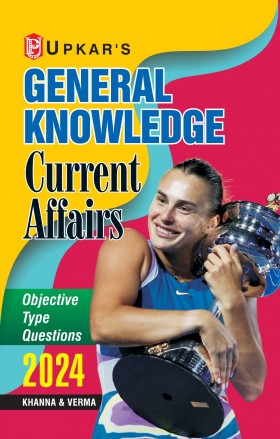 UPKAR'S
GENERAL
KNOWLEDGE
Current
Affairs
Objective
Type
Questions
2024
KHANNA & VERMA